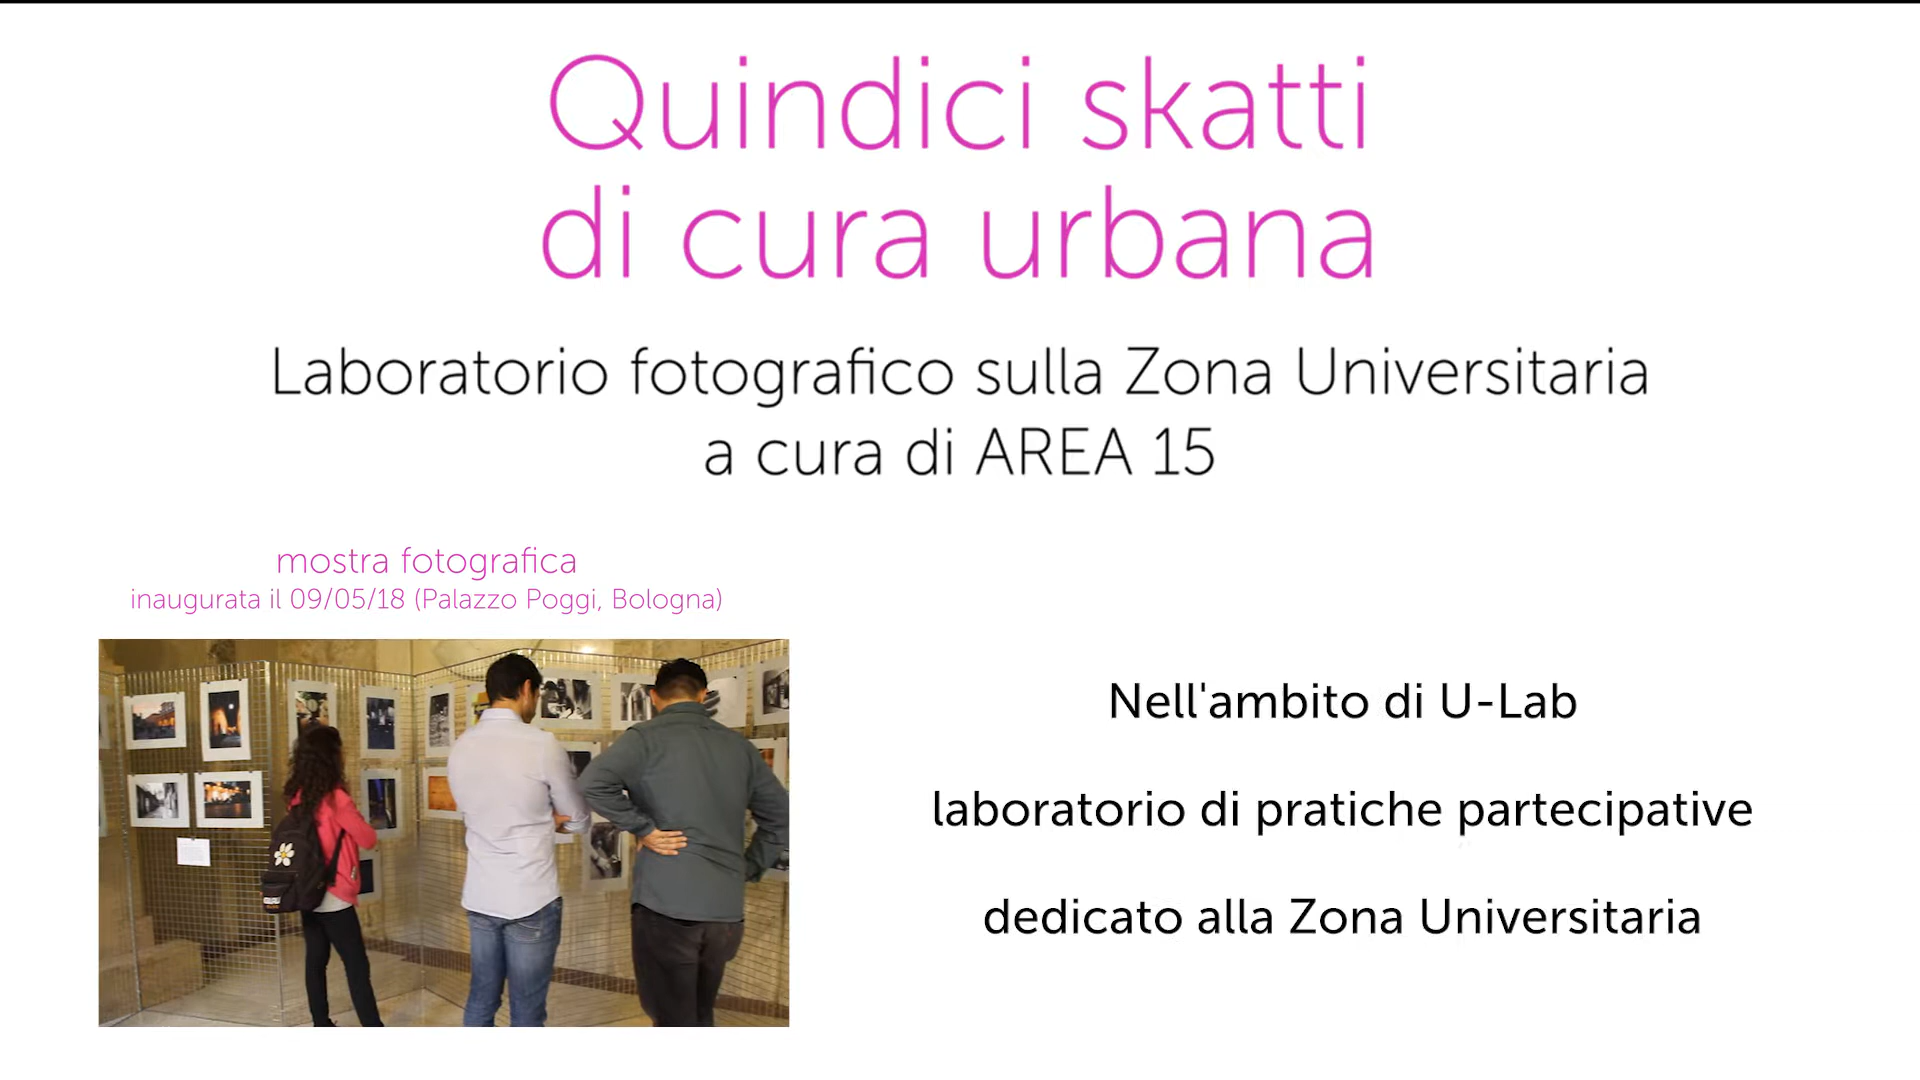 Quindici skatti
di cura urbana
Laboratorio fotografico sulla Zona Universitaria
a cura di AREA 15
mostra fotografica
inaugurata il 09/05/18 (Palazzo Poggi, Bologna)
Nell'ambito di U-Lab
laboratorio di pratiche partecipative
dedicato alla Zona Universitaria